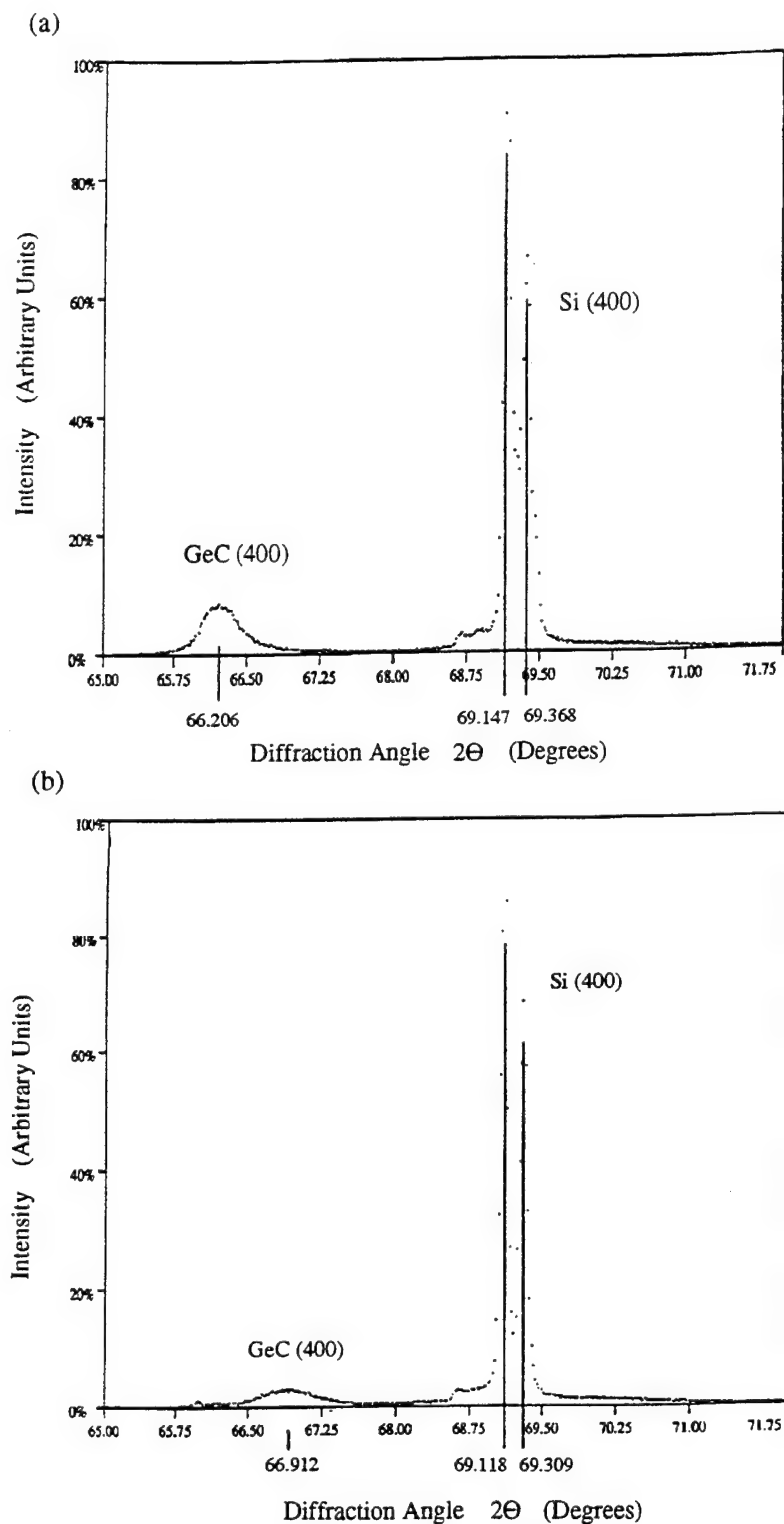 (a)
100%
80%
60%
40%
20%
0%
Intensity (Arbitrary Units)
Si (400)
GeC (400)
65.00 65.75 66.50 67.25 68.00 68.75 69.50 70.25 71.00 71.75
66.206 69.147 69.368
Diffraction Angle 2Θ (Degrees)
(b)
100%
80%
60%
40%
20%
0%
Intensity (Arbitrary Units)
Si (400)
GeC (400)
65.00 65.75 66.50 67.25 68.00 68.75 69.50 70.25 71.00 71.75
66.912 69.118 69.309
Diffraction Angle 2Θ (Degrees)